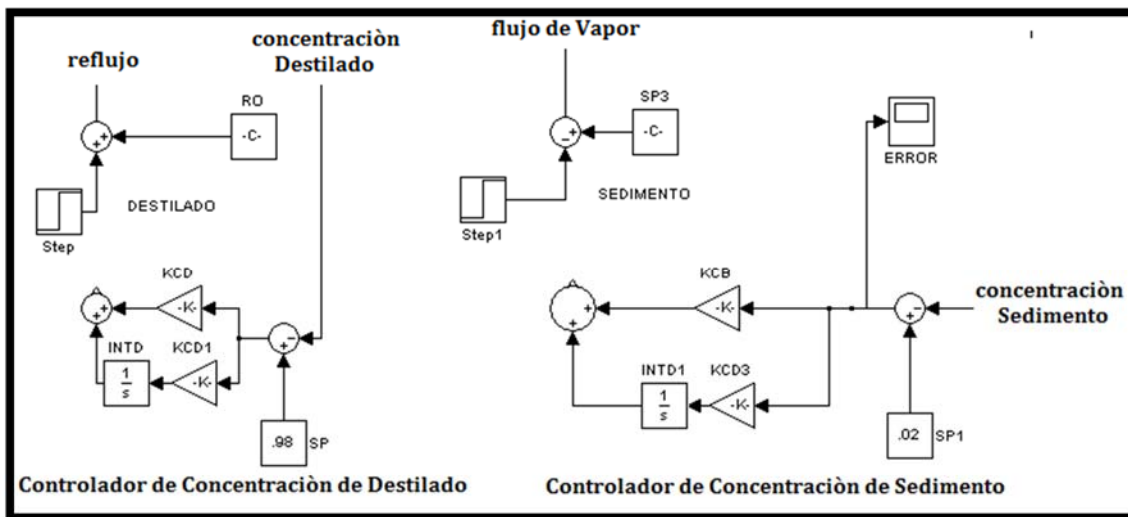 reflujo
concentraciòn
Destilado
RO
-C-
Step
DESTILADO
KCD
-K-
INTD
1
s
KCD1
-K-
.98
SP
Controlador de Concentraciòn de Destilado
flujo de Vapor
SP3
-C-
Step1
SEDIMENTO
ERROR
KCB
-K-
INTD1
1
s
KCD3
-K-
concentraciòn
Sedimento
.02
SP1
Controlador de Concentraciòn de Sedimento